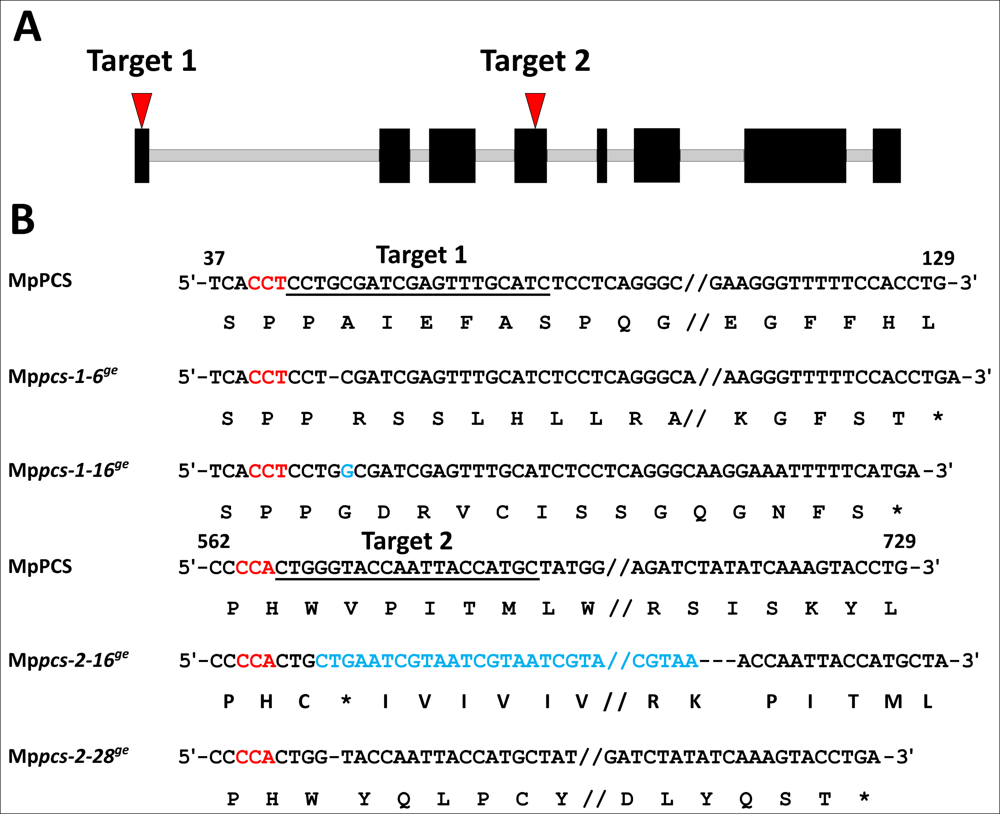 A
Target 1 Target 2
B
37 Target 1 129
MpPCS 5'-TCACCTCCTGCGATCGAGTTTGCATCTCCTCAGGGC//GAAGGGTTTTTCCACCTG-3'
S P P A I E F A S P Q G // E G F F H L
Mppcs-1-6ge 5'-TCACCTCCT-CGATCGAGTTTGCATCTCCTCAGGGCA//AAGGGTTTTTCCACCTGA-3'
S P P R S S L H L L R A// K G F S T *
Mppcs-1-16ge 5'-TCACCTCCTGGCGATCGAGTTTGCATCTCCTCAGGGCAAGGAAATTTTTCATGA-3'
S P P G D R V C I S S G Q G N F S *
562 Target 2 729
MpPCS 5'-CCCCACTGGGTACCAATTACCATGCTATGG//AGATCTATATCAAAGTACCTG-3'
P H W V P I T M L W // R S I S K Y L
Mppcs-2-16ge 5'-CCCCACTGCTGAATCGTAATCGTAATCGTA//CGTAA---ACCAATTACCATGCTA-3'
P H C * I V I V I V // R K P I T M L
Mppcs-2-28ge 5'-CCCCACTGG-TACCAATTACCATGCTAT//GATCTATATCAAAGTACCTGA-3'
P H W Y Q L P C Y // D L Y Q S T *